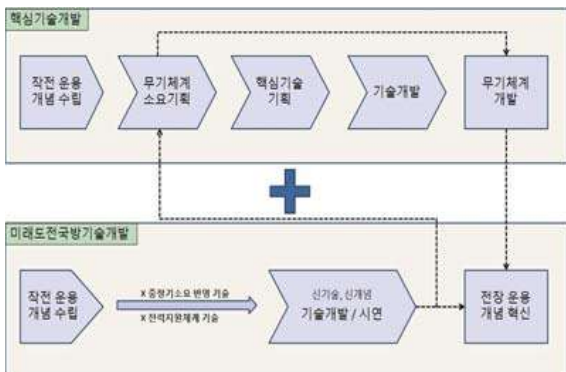 핵심기술개발
작전 운용
개념 수립
무기체계
소요기획
핵심기술
기획
기술개발
무기체계
개발
미래도전국방기술개발
작전 운용
개념 수립
X 중장기소요 반영 기술
X 전력지원체계 기술
신기술, 신개념
기술개발 / 시연
전장 운용
개념 혁신